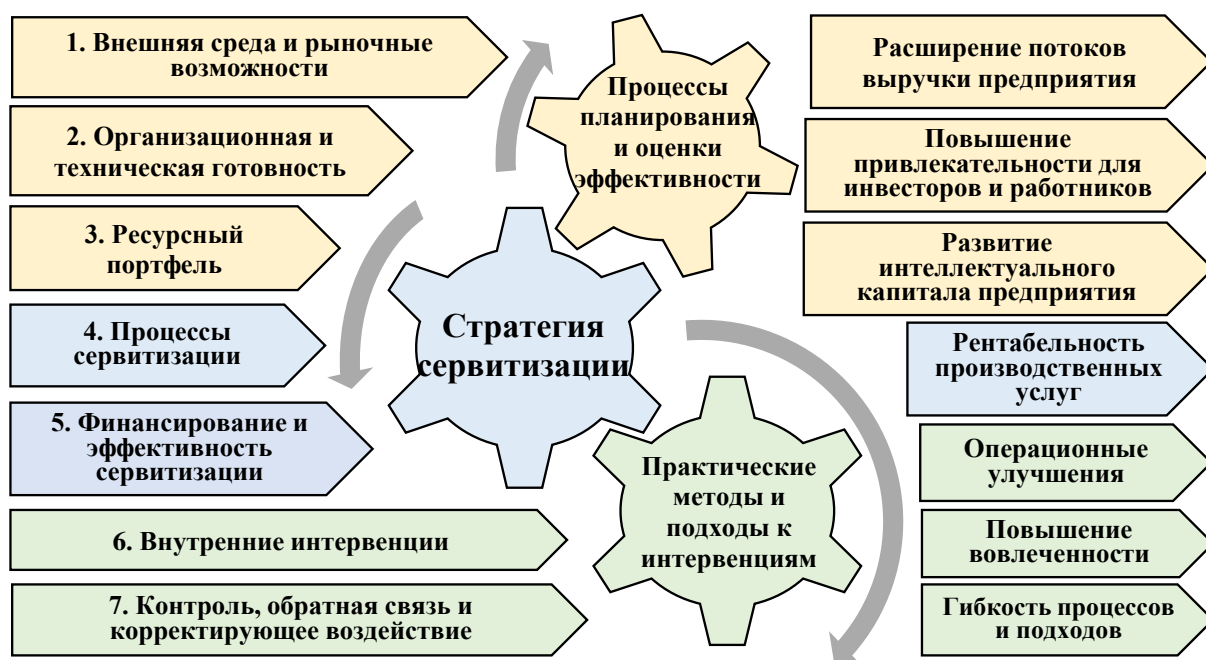 1. Внешняя среда и рыночные
возможности
2. Организационная и
техническая готовность
3. Ресурсный
портфель
4. Процессы
сервитизации
5. Финансирование и
эффективность
сервитизации
6. Внутренние интервенции
7. Контроль, обратная связь и
корректирующее воздействие
Процессы
планирования
и оценки
эффективности
Стратегия
сервитизации
Практические
методы и
подходы к
интервенциям
Расширение потоков
выручки предприятия
Повышение
привлекательности для
инвесторов и работников
Развитие
интеллектуального
капитала предприятия
Рентабельность
производственных
услуг
Операционные
улучшения
Повышение
вовлеченности
Гибкость процессов
и подходов